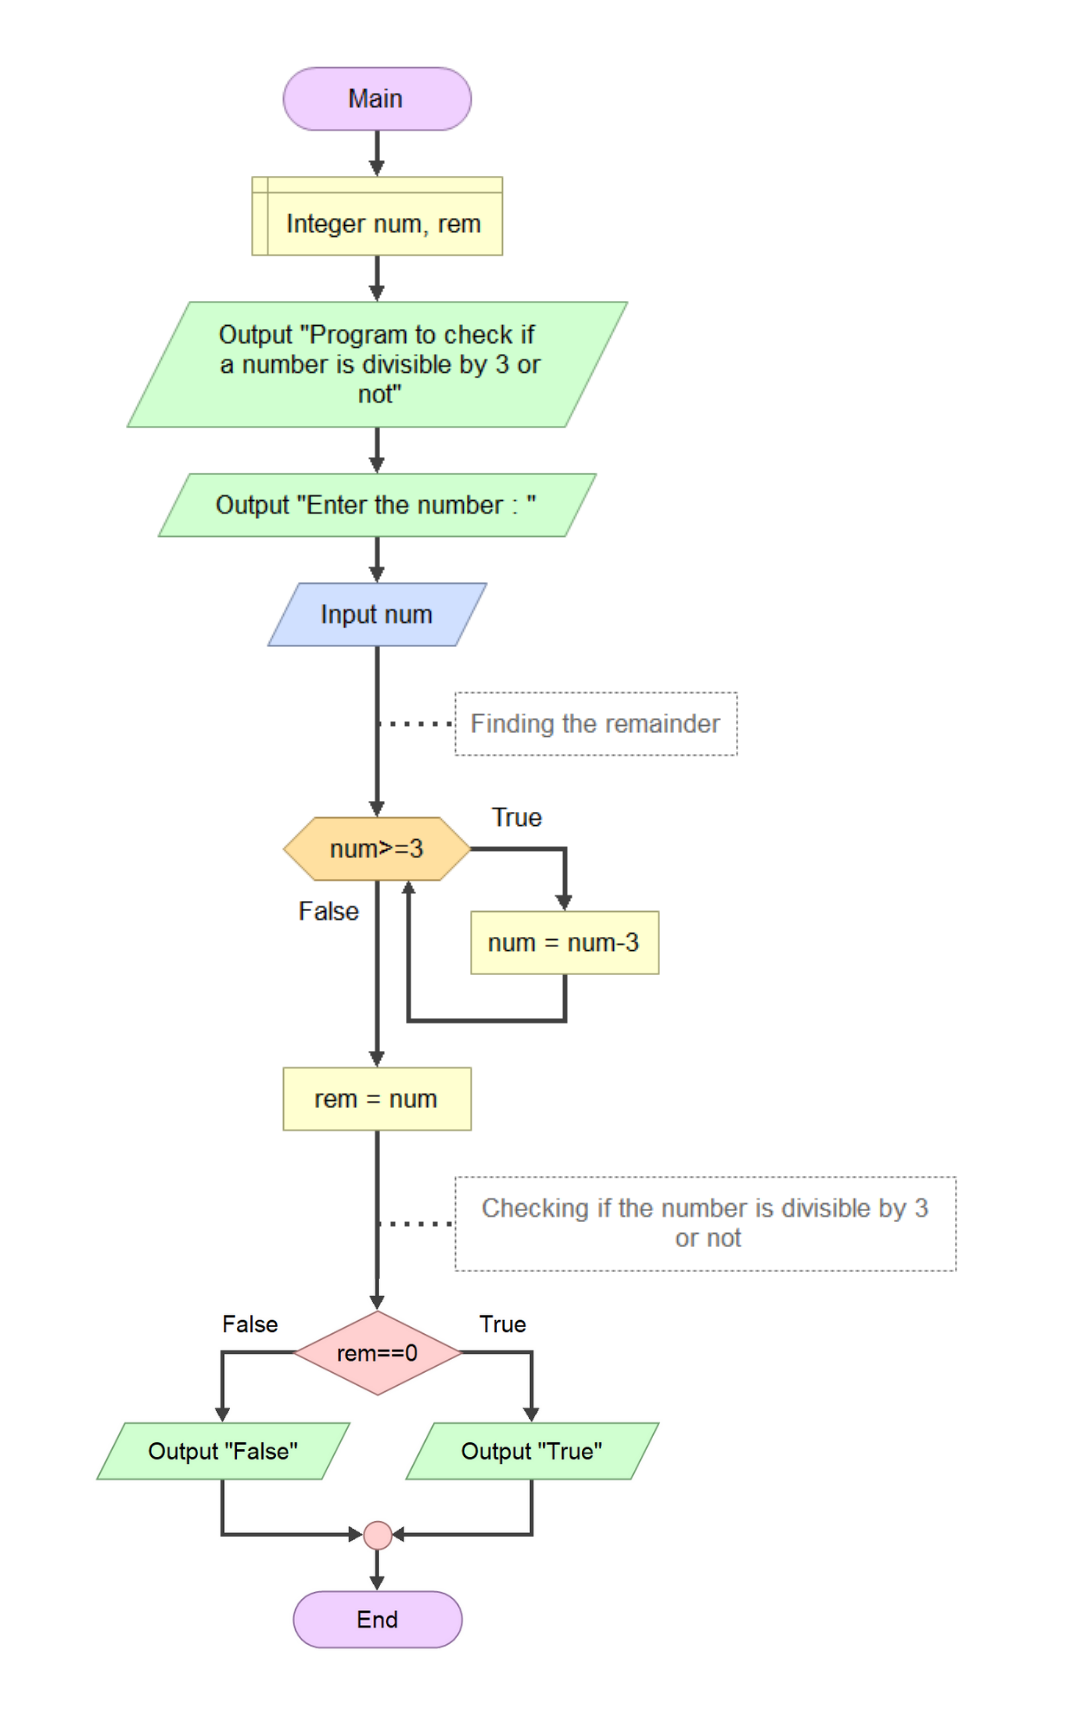 Main
Integer num, rem
Output "Program to check if
a number is divisible by 3 or
not"
Output "Enter the number : "
Input num
Finding the remainder
True
num>=3
False
num = num-3
rem = num
Checking if the number is divisible by 3
or not
False
True
rem==0
Output "False"
Output "True"
End